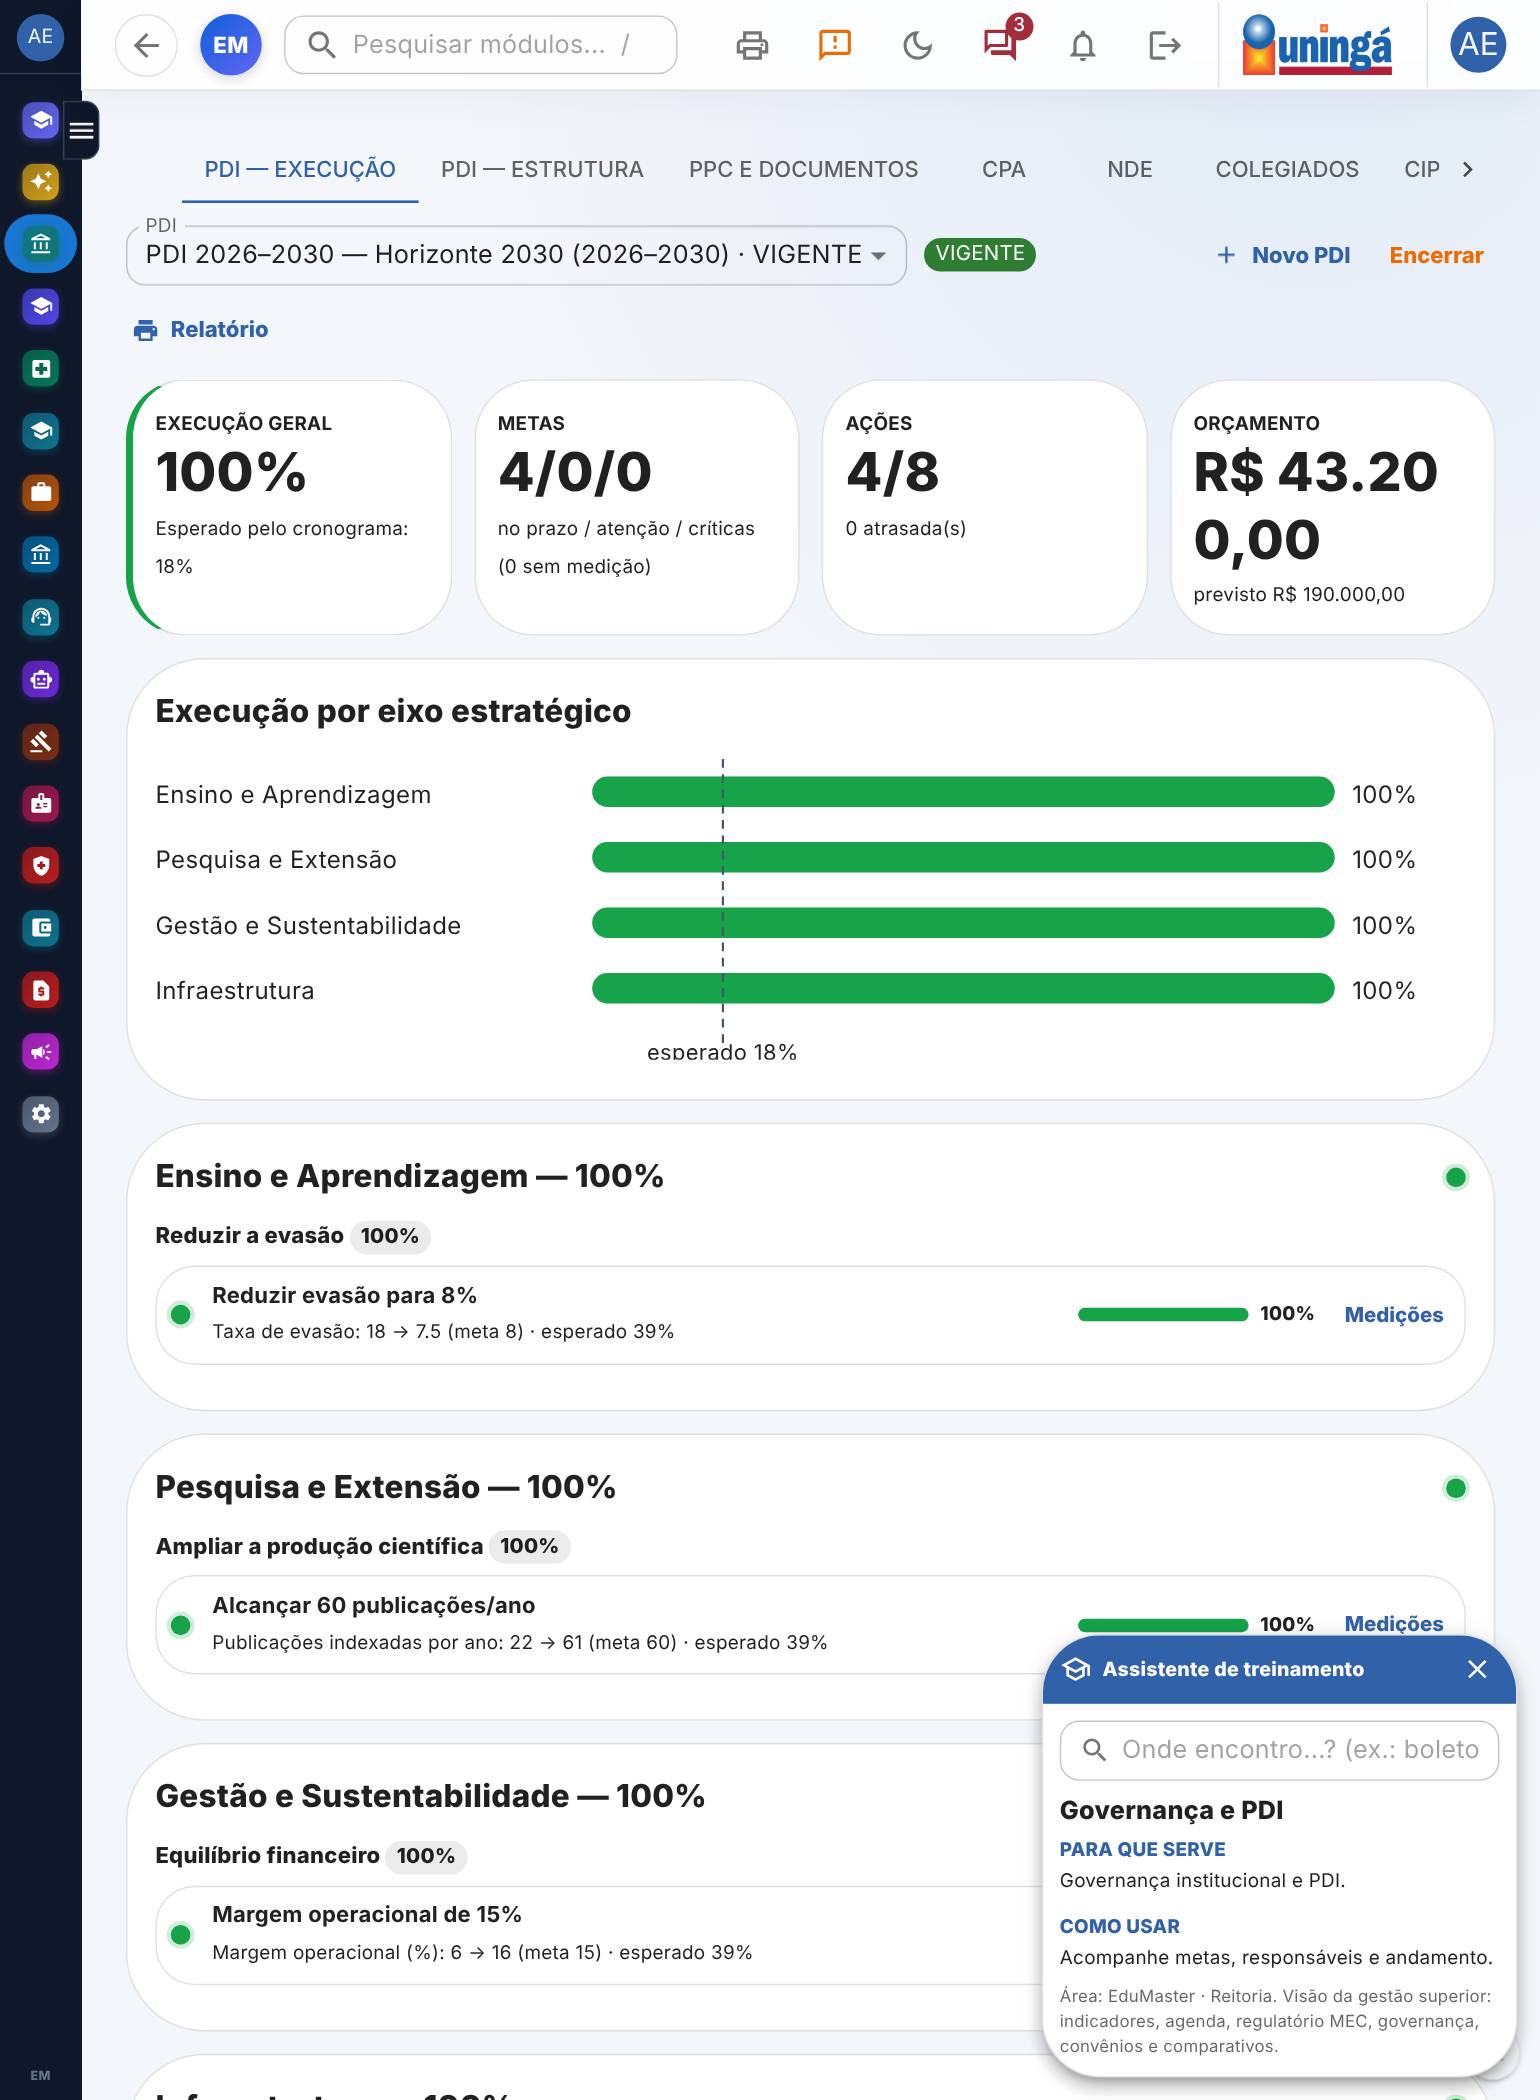 AE
EM
Pesquisar módulos... /
3
uningá
AE
PDI — EXECUÇÃO
PDI — ESTRUTURA
PPC E DOCUMENTOS
CPA
NDE
COLEGIADOS
CIP
PDI
PDI 2026–2030 — Horizonte 2030 (2026–2030) · VIGENTE
VIGENTE
Novo PDI
Encerrar
Relatório
EXECUÇÃO GERAL
100%
Esperado pelo cronograma:
18%
METAS
4/0/0
no prazo / atenção / críticas
(0 sem medição)
AÇÕES
4/8
0 atrasada(s)
ORÇAMENTO
R$ 43.20
0,00
previsto R$ 190.000,00
Execução por eixo estratégico
Ensino e Aprendizagem
100%
Pesquisa e Extensão
100%
Gestão e Sustentabilidade
100%
Infraestrutura
100%
esperado 18%
Ensino e Aprendizagem — 100%
Reduzir a evasão 100%
Reduzir evasão para 8%
Taxa de evasão: 18 → 7.5 (meta 8) · esperado 39%
100%
Medições
Pesquisa e Extensão — 100%
Ampliar a produção científica 100%
Alcançar 60 publicações/ano
Publicações indexadas por ano: 22 → 61 (meta 60) · esperado 39%
100%
Medições
Gestão e Sustentabilidade — 100%
Equilíbrio financeiro 100%
Margem operacional de 15%
Margem operacional (%): 6 → 16 (meta 15) · esperado 39%
Assistente de treinamento
Onde encontro...? (ex.: boleto
Governança e PDI
PARA QUE SERVE
Governança institucional e PDI.
COMO USAR
Acompanhe metas, responsáveis e andamento.
Área: EduMaster · Reitoria. Visão da gestão superior:
indicadores, agenda, regulatório MEC, governança,
convênios e comparativos.
EM